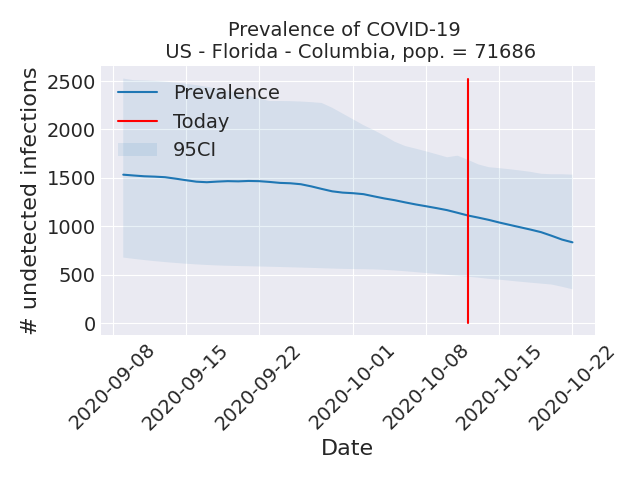 Prevalence of COVID-19
US - Florida - Columbia, pop. = 71686
# undetected infections
2500
2000
1500
1000
500
0
Prevalence
Today
95CI
2020-09-08
2020-09-15
2020-09-22
2020-10-01
2020-10-08
2020-10-15
2020-10-22
Date